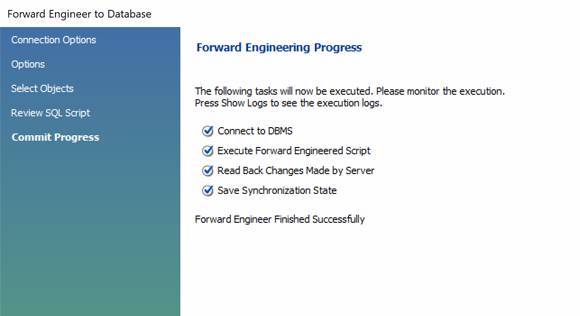 Forward Engineer to Database
Connection Options
Options
Select Objects
Review SQL Script
Commit Progress
Forward Engineering Progress
The following tasks will now be executed. Please monitor the execution.
Press Show Logs to see the execution logs.
Connect to DBMS
Execute Forward Engineered Script
Read Back Changes Made by Server
Save Synchronization State
Forward Engineer Finished Successfully